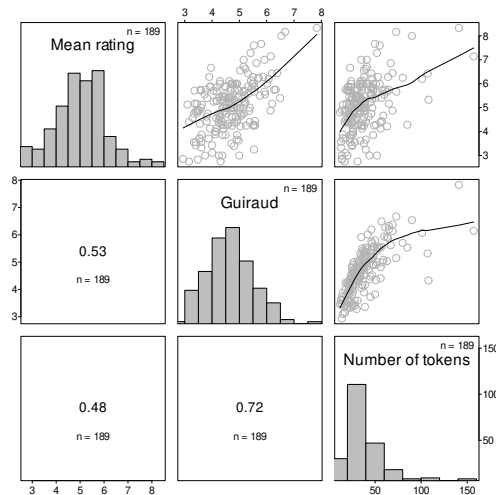 3 4 5 6 7 8
n = 189
Mean rating
8
7
6
5
4
3
8
7
6
5
4
3
n = 189
Guiraud
0.53
n = 189
n = 189
Number of tokens
150
100
50
0.48
n = 189
0.72
n = 189
3 4 5 6 7 8
50 100 150